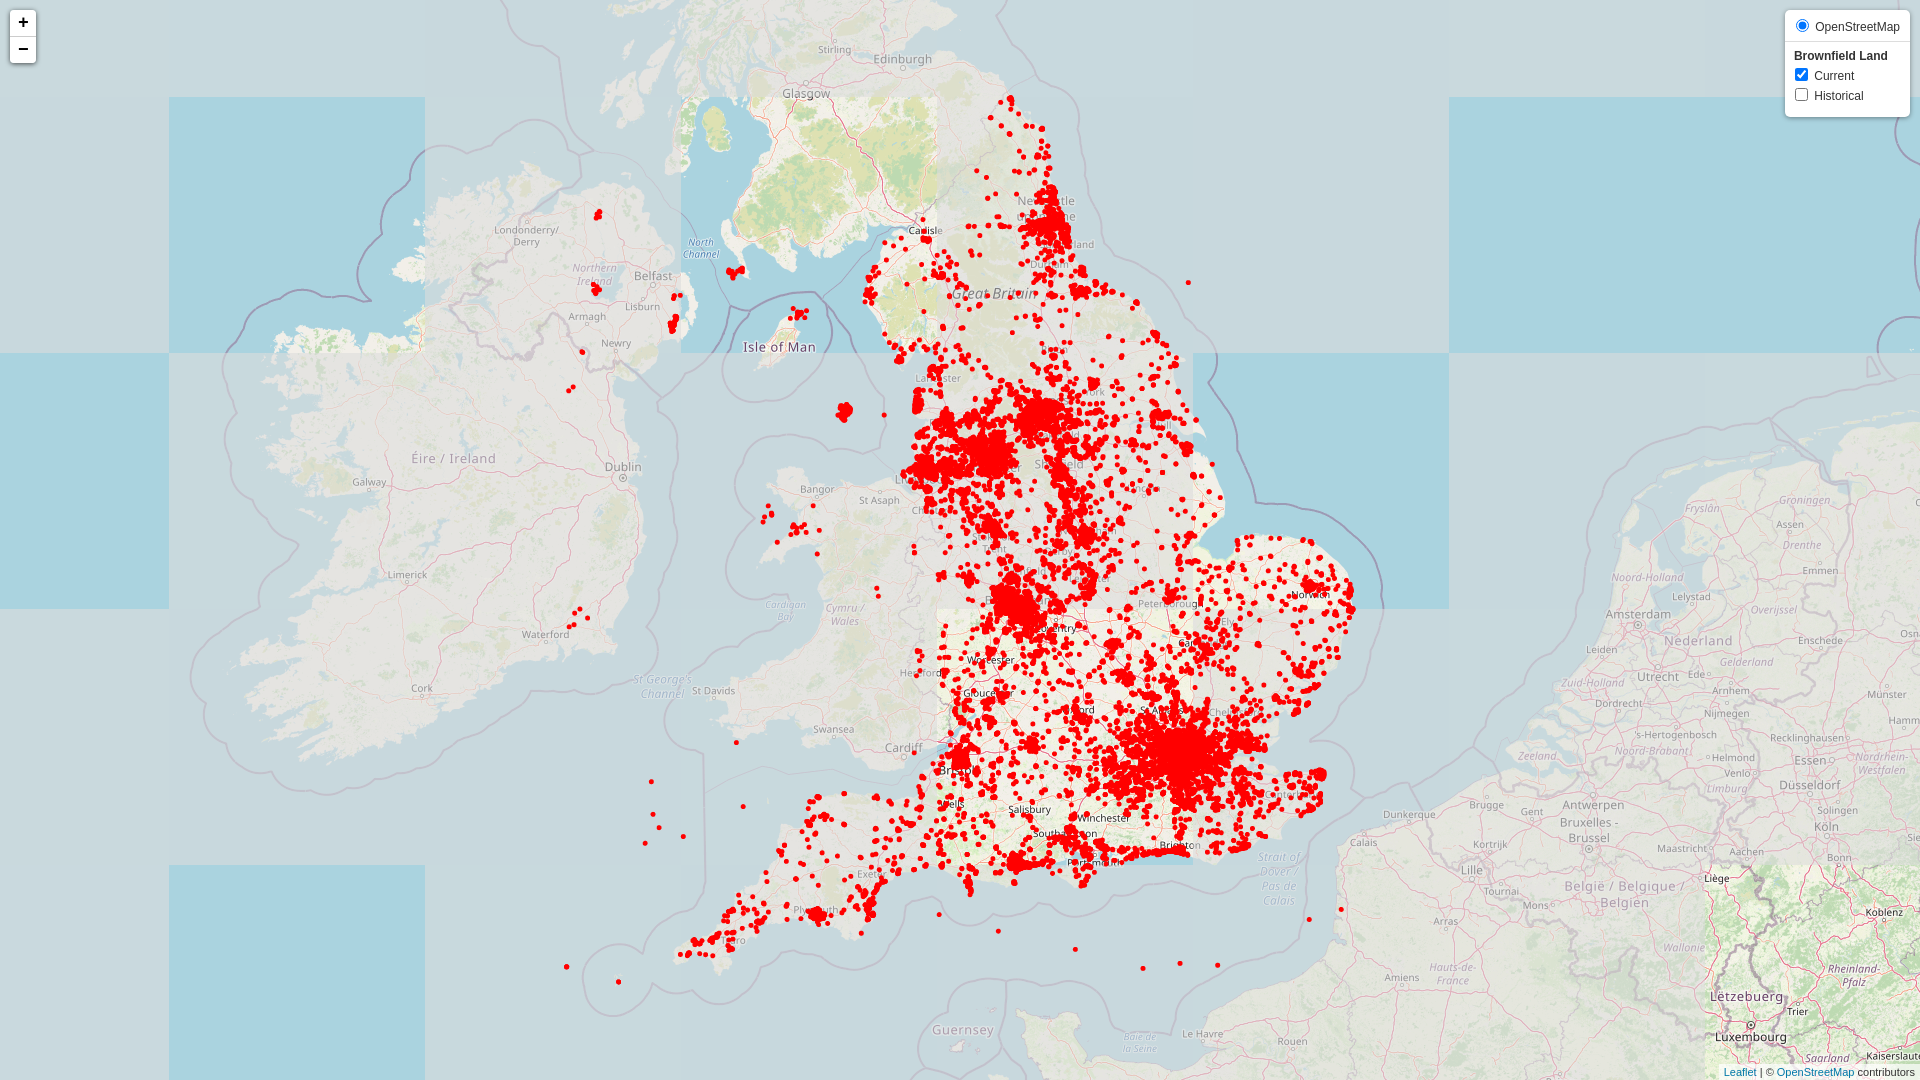 +
−
OpenStreetMap
Brownfield Land
Current
Historical
Stirling
Edinburgh
Glasgow
Londonderry/
Derry
North
Channel
Carlisle
Northern
Ireland
Belfast
Lisburn
Armagh
Newry
Great Britain
Isle of Man
Éire / Ireland
Galway
Dublin
Bangor
St Asaph
Limerick
Cardigan
Bay
Cymru /
Wales
Waterford
Cork
St George's
Channel
St Davids
Swansea
Cardiff
Worcester
Peterborough
Norwich
Ely
Wells
Salisbury
Winchester
Southampton
Brighton
Portsmouth
Exeter
Plymouth
Truro
Strait of
Dover /
Pas de
Calais
Guernsey
Baie de
la Seine
Le Havre
Rouen
Amiens
Hauts-de-
France
Arras
Calais
Dunkerque
Lille
Tournai
Mons
Kortrijk
Brugge
Gent
Antwerpen
Bruxelles -
Brussel
België / Belgique /
Belgien
Wallonie
Maastricht
Aachen
Liège
Zeeland
Noord-Brabant
's-Hertogenbosch
Helmond
Venlo
Limburg
Essen
Düsseldorf
Solingen
Köln
Bonn
Koblenz
Recklinghausen
Nordrhein-
Westfalen
Münster
Hamm
Nijmegen
Arnhem
Ede
Gelderland
Utrecht
Dordrecht
Zuid-Holland
Leiden
Amsterdam
Nederland
Noord-Holland
Lelystad
Overijssel
Enschede
Emmen
Drenthe
Assen
Groningen
Fryslân
Rheinland-
Pfalz
Lëtzebuerg
Luxembourg
Trier
Saarland
Kaiserslautern
Leaflet | © OpenStreetMap contributors